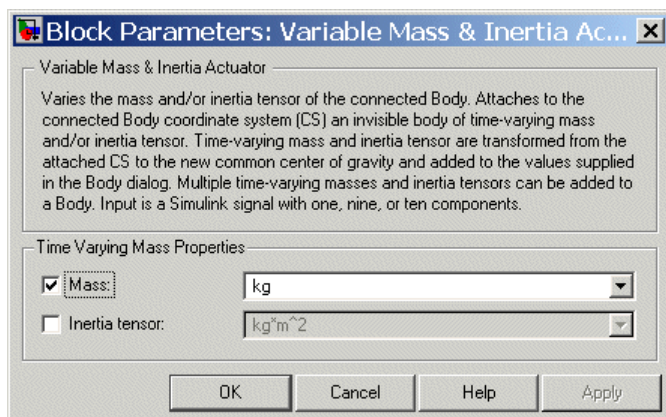 Block Parameters: Variable Mass & Inertia Ac...
Variable Mass & Inertia Actuator
Varies the mass and/or inertia tensor of the connected Body. Attaches to the
connected Body coordinate system (CS) an invisible body of time-varying mass
and/or inertia tensor. Time-varying mass and inertia tensor are transformed from the
attached CS to the new common center of gravity and added to the values supplied
in the Body dialog. Multiple time-varying masses and inertia tensors can be added to
a Body. Input is a Simulink signal with one, nine, or ten components.
Time Varying Mass Properties
Mass: kg
Inertia tensor: kg*m^2
OK Cancel Help Apply